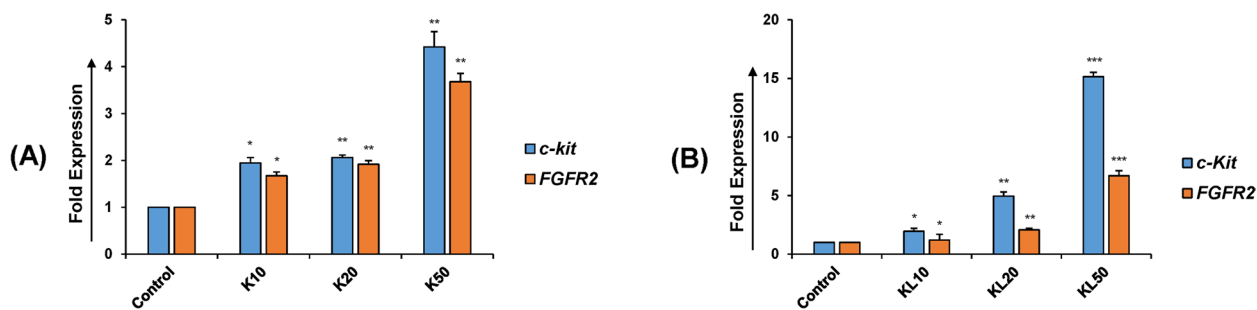 (A)
Fold Expression
5
4
3
2
1
0
*
*
**
**
**
**
Control
K10
K20
K50
c-kit
FGFR2
(B)
Fold Expression
20
15
10
5
0
*
*
**
**
***
***
Control
KL10
KL20
KL50
c-Kit
FGFR2